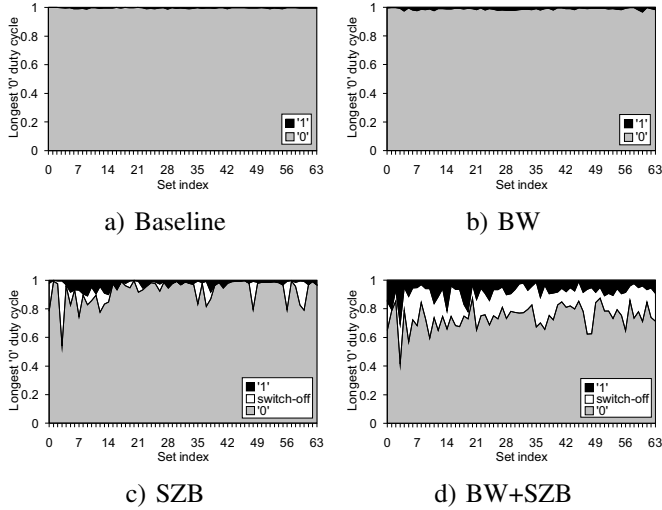 Longest '0' duty cycle
1
0.8
0.6
0.4
0.2
0
'1'
'0'
0 7 14 21 28 35 42 49 56 63
Set index
a) Baseline
Longest '0' duty cycle
1
0.8
0.6
0.4
0.2
0
'1'
'0'
0 7 14 21 28 35 42 49 56 63
Set index
b) BW
Longest '0' duty cycle
1
0.8
0.6
0.4
0.2
0
'1'
switch-off
'0'
0 7 14 21 28 35 42 49 56 63
Set index
c) SZB
Longest '0' duty cycle
1
0.8
0.6
0.4
0.2
0
'1'
switch-off
'0'
0 7 14 21 28 35 42 49 56 63
Set index
d) BW+SZB